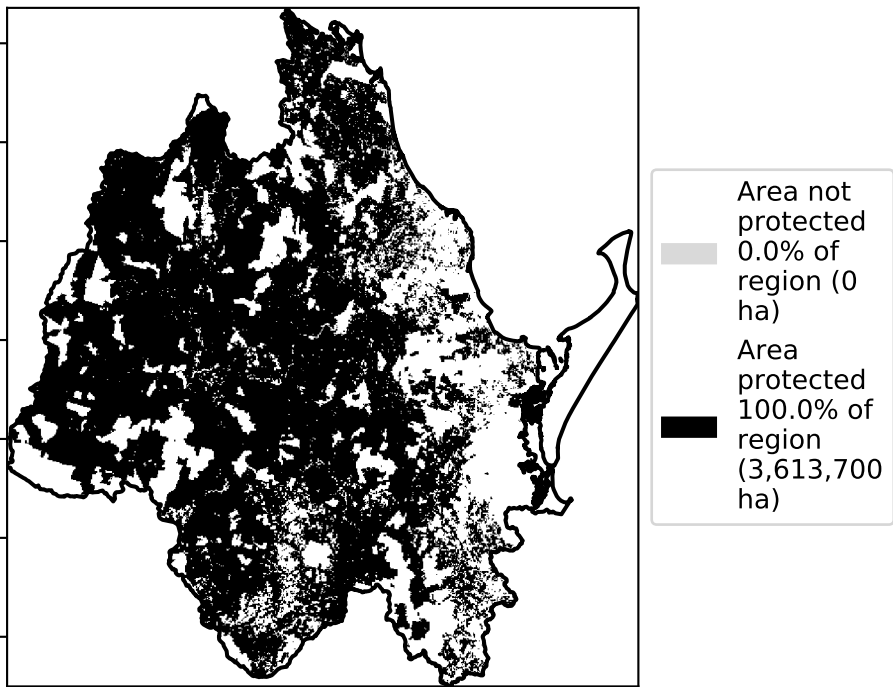 Area not
protected
0.0% of
region (0
ha)
Area
protected
100.0% of
region
(3,613,700
ha)